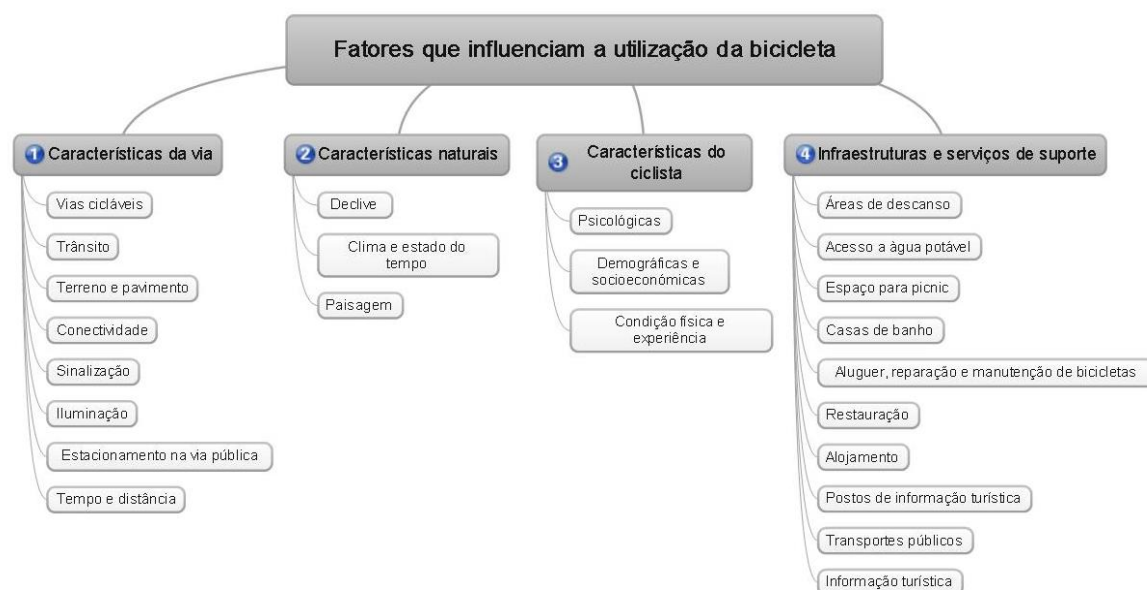 Fatores que influenciam a utilização da bicicleta
1 Características da via
Vias cicláveis
Trânsito
Terreno e pavimento
Conectividade
Sinalização
Iluminação
Estacionamento na via pública
Tempo e distância
2 Características naturais
Declive
Clima e estado do
tempo
Paisagem
3 Características do
ciclista
Psicológicas
Demográficas e
socioeconómicas
Condição física e
experiência
4 Infraestruturas e serviços de suporte
Áreas de descanso
Acesso a àgua potável
Espaço para picnic
Casas de banho
Aluguer, reparação e manutenção de bicicletas
Restauração
Alojamento
Postos de informação turística
Transportes públicos
Informação turística